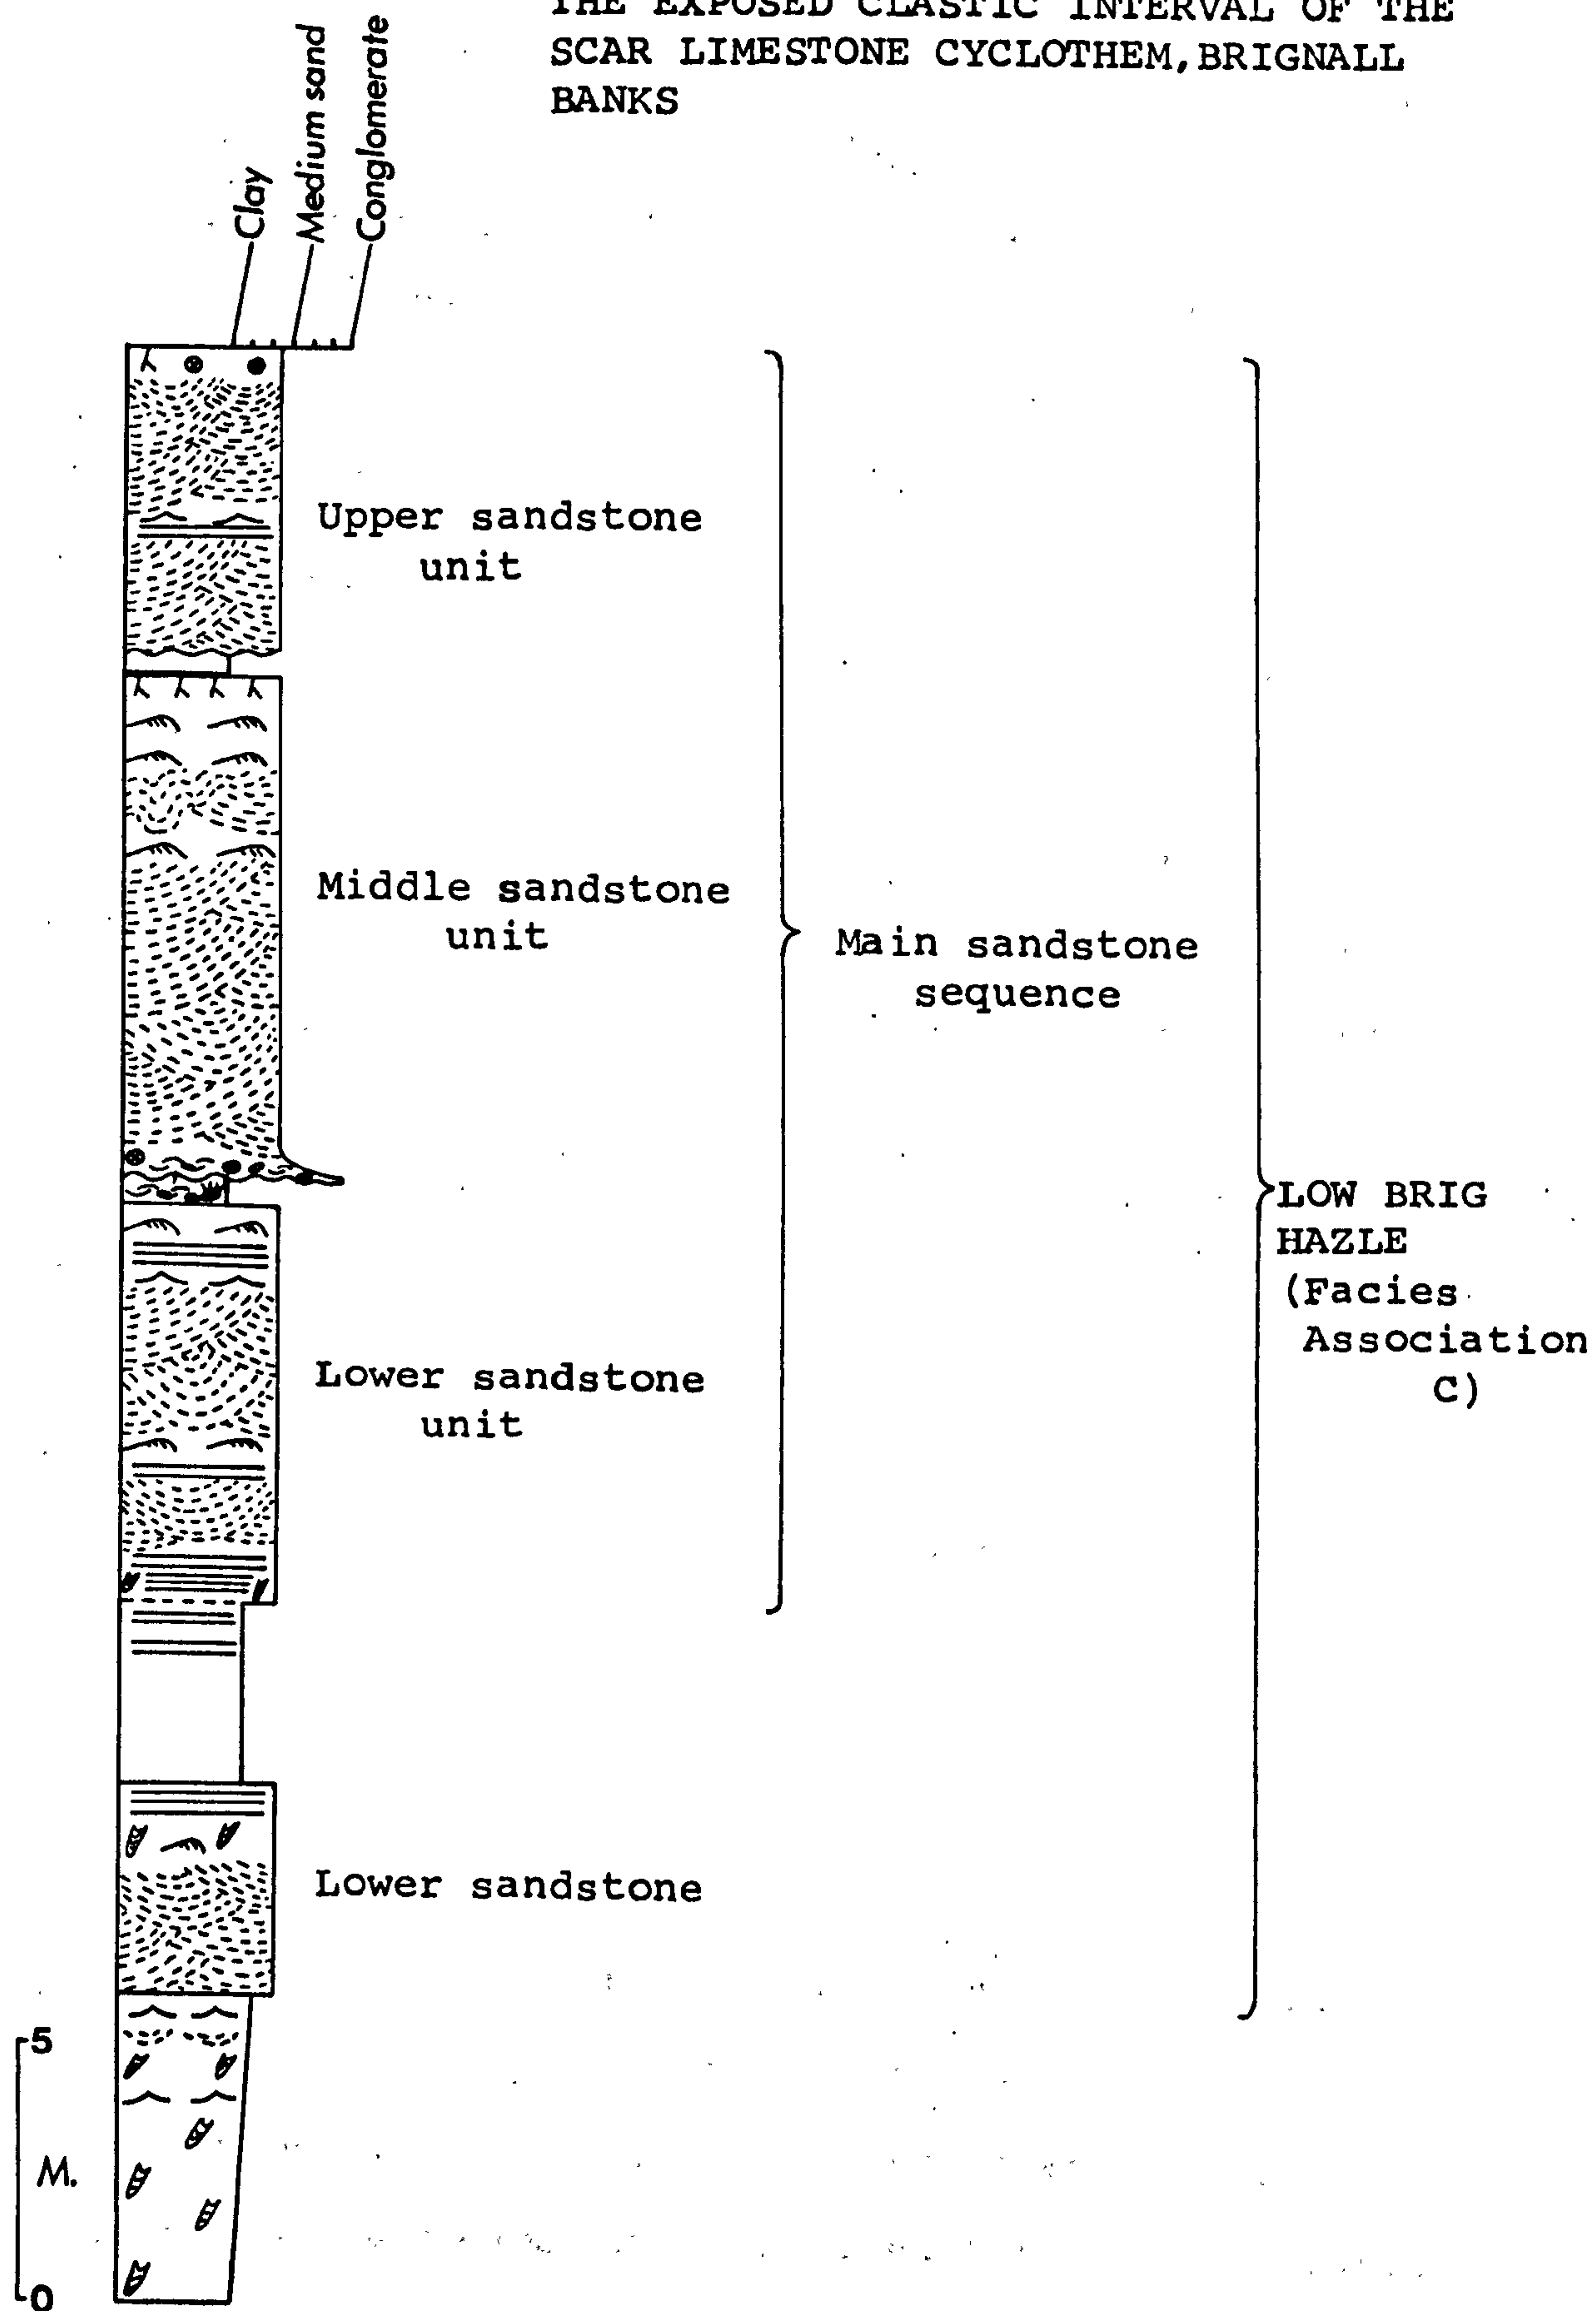 THE EXPOSED CLASTIC INTERVAL OF THE
SCAR LIMESTONE CYCLOTHEM, BRIGNALL
BANKS
Clay
Medium sand
Conglomerate
Upper sandstone
unit
Middle sandstone
unit
Main sandstone
sequence
LOW BRIG
HAZLE
(Facies
Association
C)
Lower sandstone
unit
Lower sandstone
5
M.
0